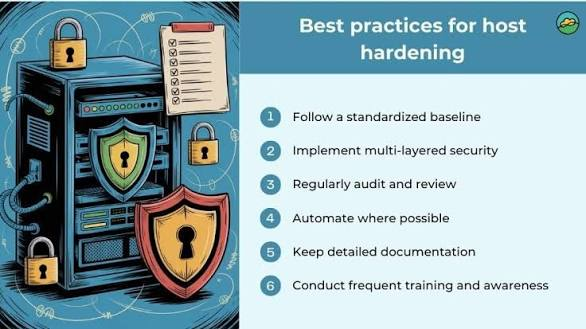 Best practices for host
hardening
1 Follow a standardized baseline
2 Implement multi-layered security
3 Regularly audit and review
4 Automate where possible
5 Keep detailed documentation
6 Conduct frequent training and awareness